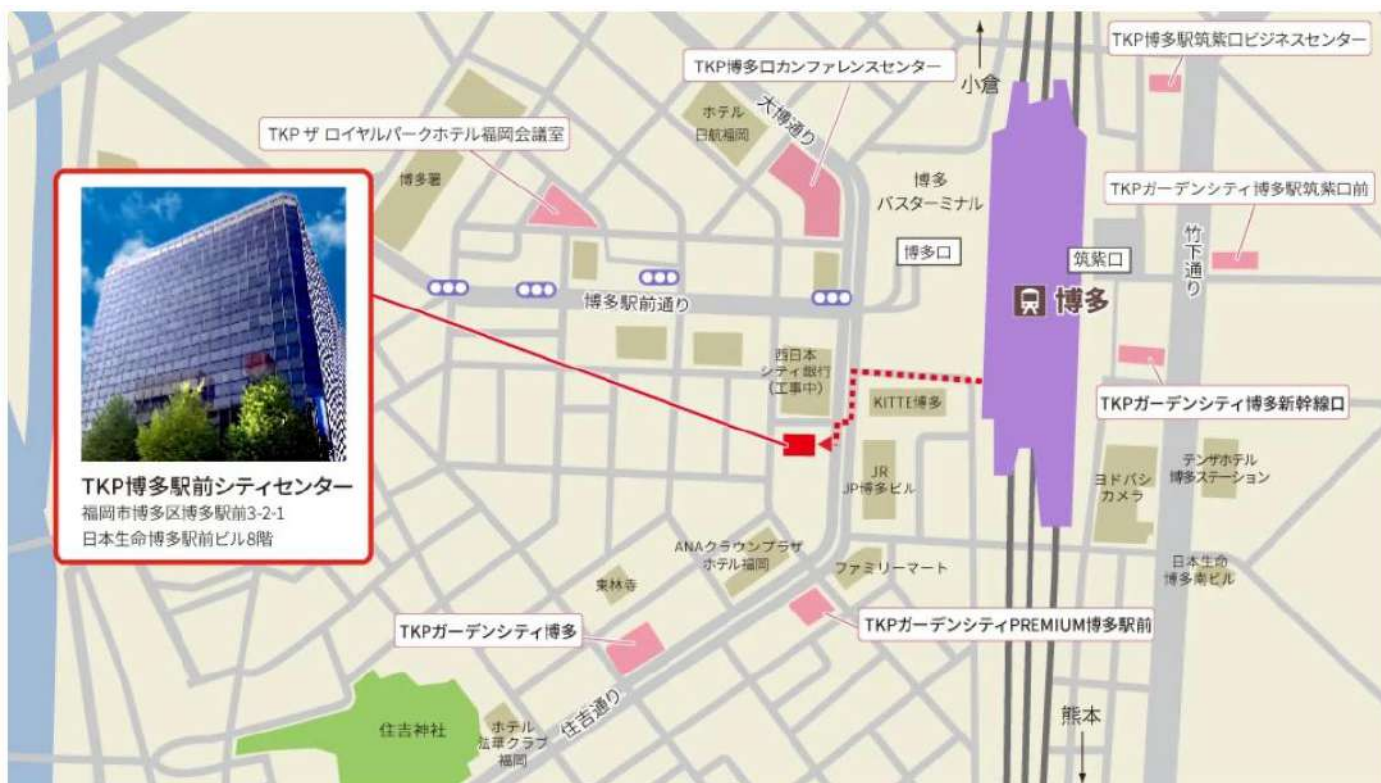 TKP博多駅筑紫口ビジネスセンター
小倉
TKP博多口カンファレンスセンター
大博通り
ホテル
日航福岡
TKP ザ ロイヤルパークホテル福岡会議室
博多署
博多
バスターミナル
TKPガーデンシティ博多駅筑紫口前
竹下通り
博多口
筑紫口
博多
博多駅前通り
西日本
シティ銀行
(工事中)
KITTE博多
TKPガーデンシティ博多新幹線口
TKP博多駅前シティセンター
福岡市博多区博多駅前3-2-1
日本生命博多駅前ビル8階
JR
JP博多ビル
ヨドバシ
カメラ
テンザホテル
博多ステーション
ANAクラウンプラザ
ホテル福岡
ファミリーマート
日本生命
博多南ビル
東林寺
TKPガーデンシティ博多
TKPガーデンシティPREMIUM博多駅前
住吉通り
住吉神社
ホテル
法華クラブ
福岡
熊本